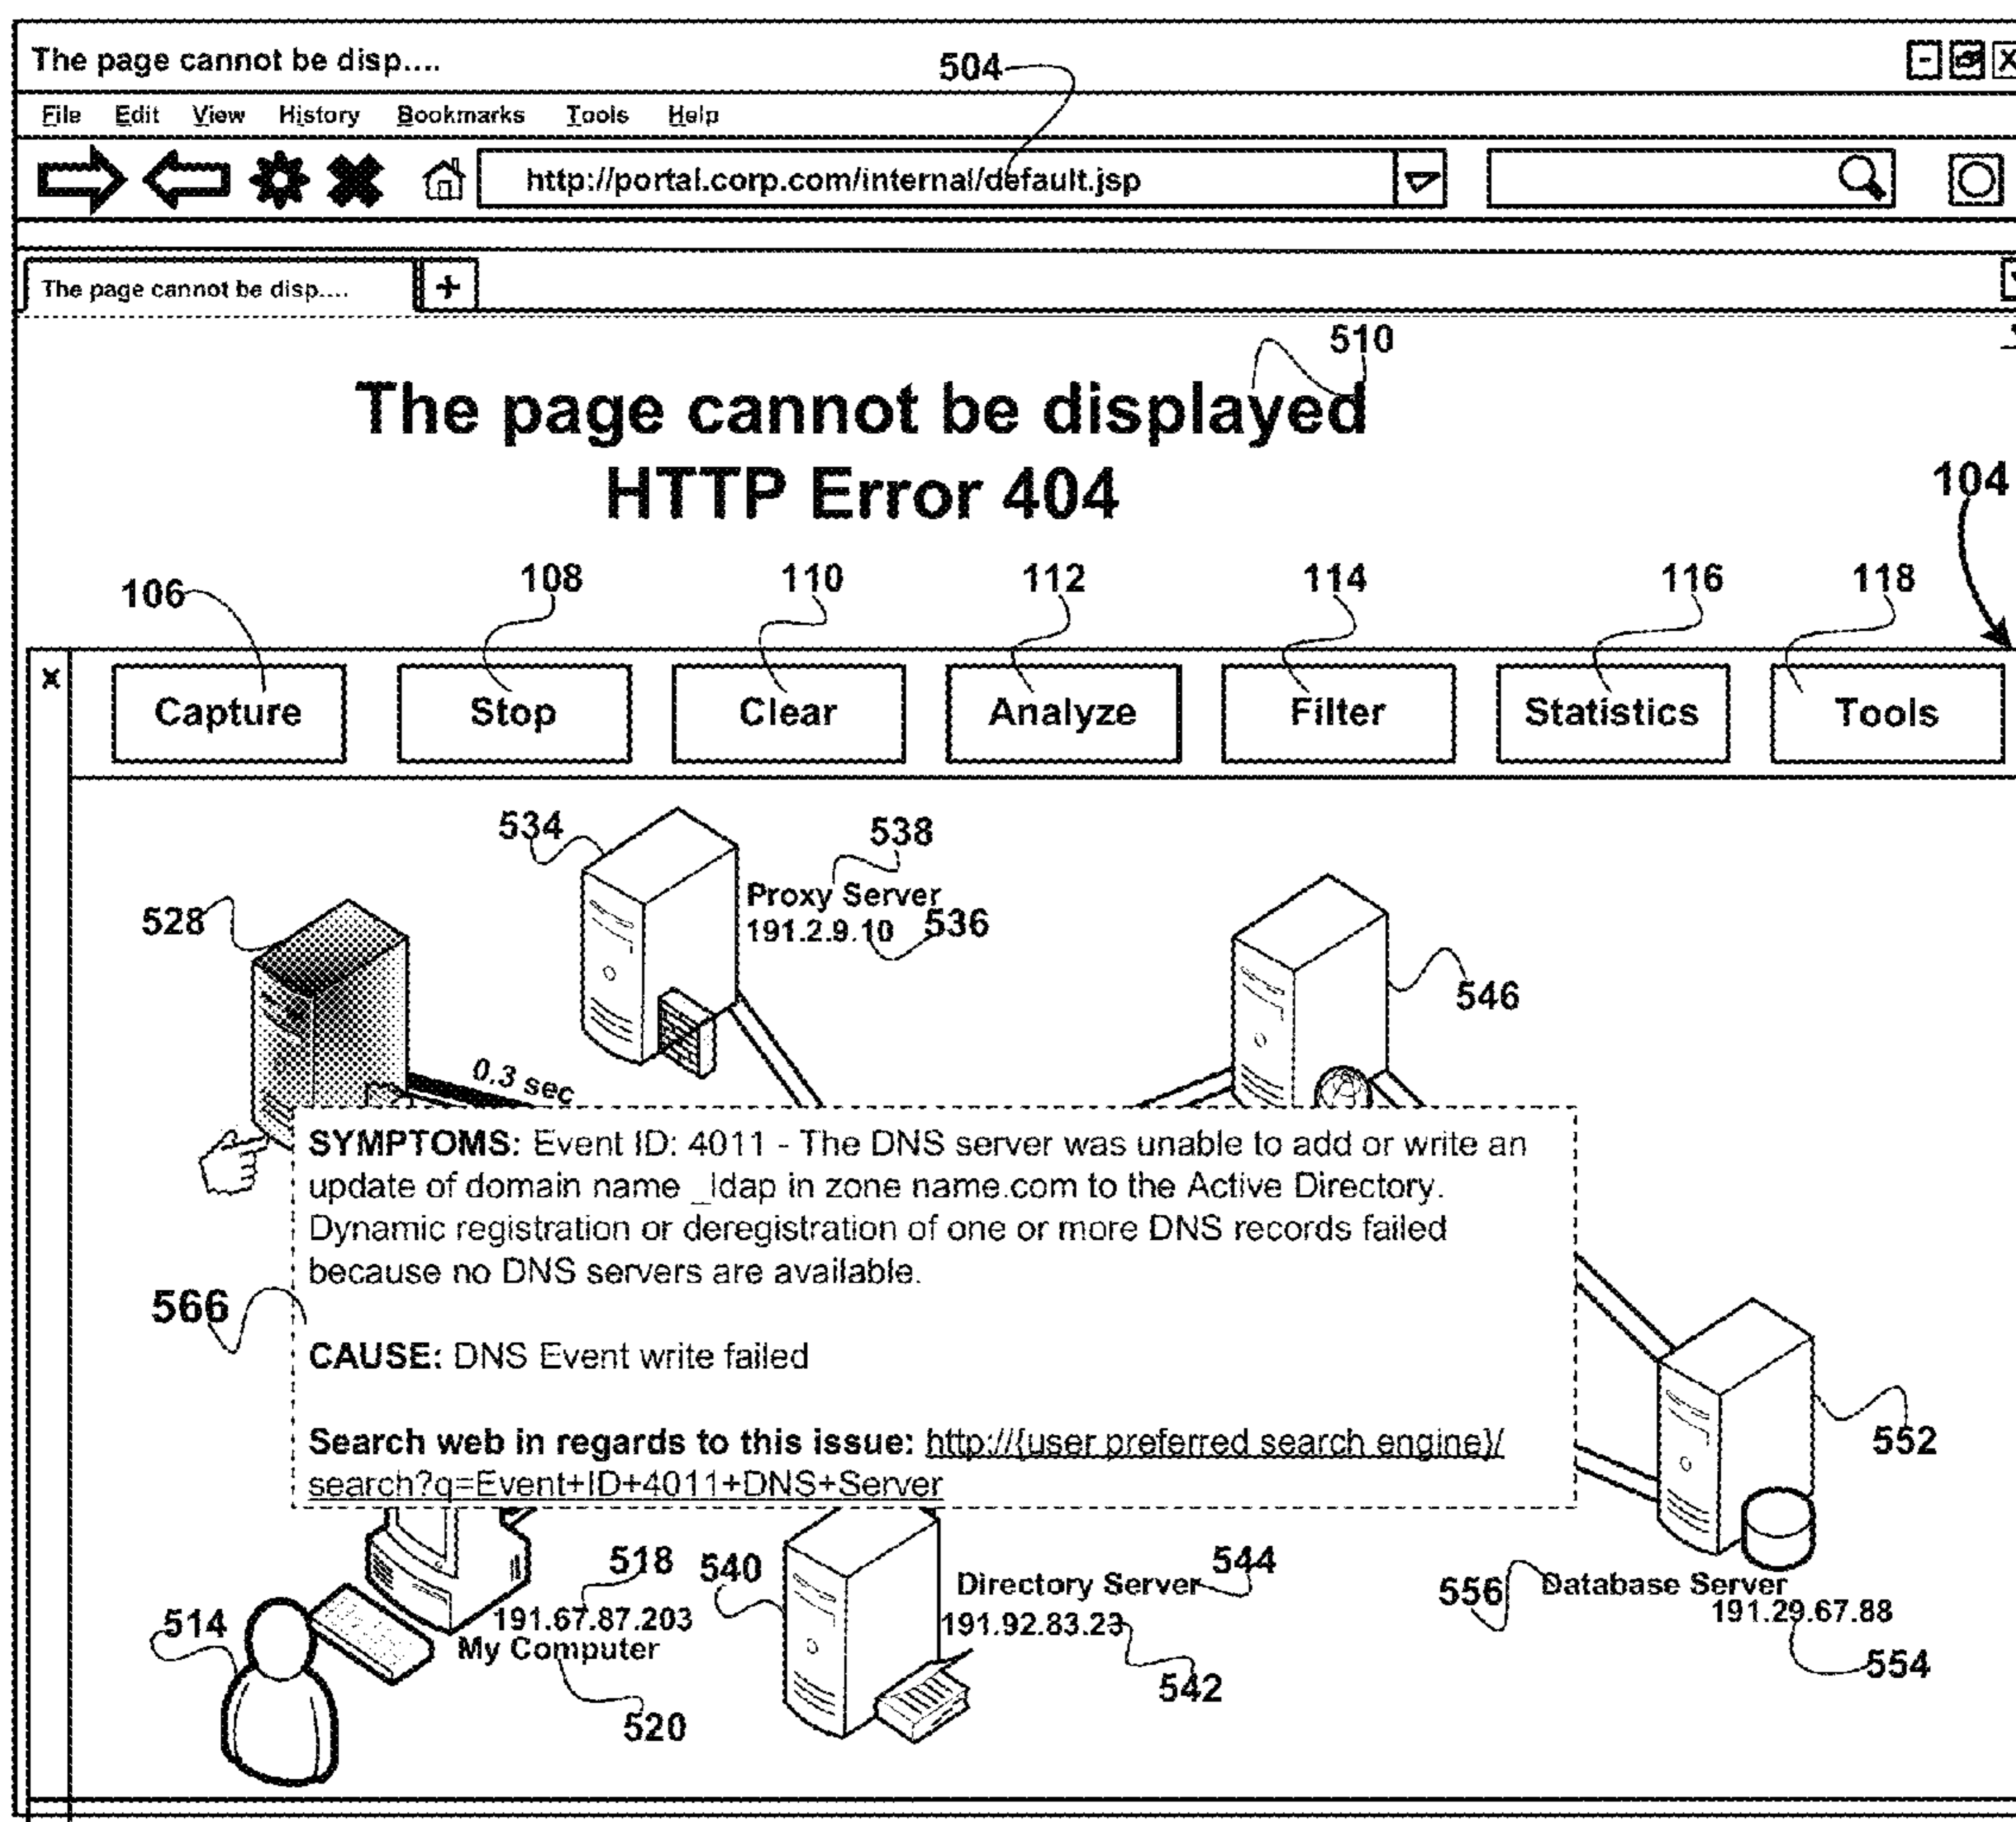 The page cannot be disp....
504
File Edit View History Bookmarks Tools Help
http://portal.corp.com/internal/default.jsp
The page cannot be disp....
510
The page cannot be displayed
HTTP Error 404
104
106 108 110 112 114 116 118
x
Capture Stop Clear Analyze Filter Statistics Tools
534 538
528 Proxy Server
191.2.9.10 536
546
0.3 sec
SYMPTOMS: Event ID: 4011 - The DNS server was unable to add or write an
update of domain name _ldap in zone name.com to the Active Directory.
Dynamic registration or deregistration of one or more DNS records failed
because no DNS servers are available.
566
CAUSE: DNS Event write failed
Search web in regards to this issue: http://{user preferred search engine}/
search?q=Event+ID+4011+DNS+Server
552
518 540 544
Directory Server 556 Database Server
514 191.67.87.203 191.92.83.23 191.29.67.88
My Computer
542 554
520